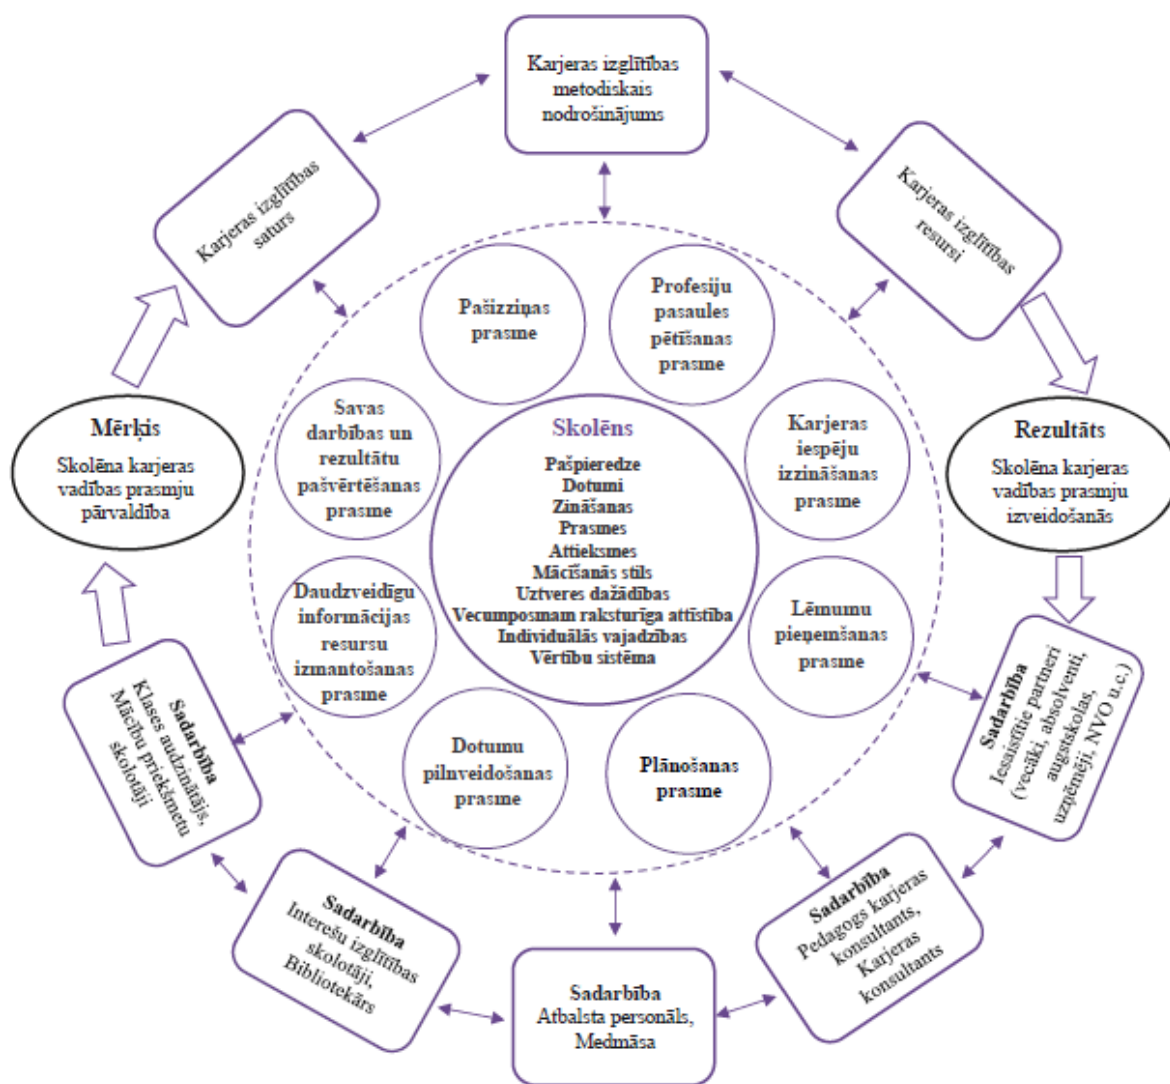 Karjeras izglītības
metodiskais
nodrošinājums
Karjeras izglītības
saturs
Karjeras izglītības
resursi
Pašizziņas
prasme
Profesiju
pasaules
pētīšanas
prasme
Savas
darbības un
rezultātu
pašvērtēšanas
prasme
Karjeras
iespēju
izzināšanas
prasme
Mērķis
Skolēna karjeras
vadības prasmju
pārvaldība
Skolēns
Pašpieredze
Dotumi
Zināšanas
Prasmes
Attieksmes
Mācīšanās stils
Uztveres dažādības
Vecumposmam raksturīga attīstība
Individuālās vajadzības
Vērtību sistēma
Rezultāts
Skolēna karjeras
vadības prasmju
izveidošanās
Daudzveidīgu
informācijas
resursu
izmantošanas
prasme
Lēmumu
pieņemšanas
prasme
Dotumu
pilnveidošanas
prasme
Plānošanas
prasme
Sadarbība
Klases audzinātājs,
Mācību priekšmetu
skolotāji
Sadarbība
Iesaistītie partneri
(vecāki, absolventi,
augstskolas,
uzņēmēji, NVO u.c.)
Sadarbība
Interešu izglītības
skolotāji,
Bibliotekārs
Sadarbība
Pedagogs karjeras
konsultants,
Karjeras
konsultants
Sadarbība
Atbalsta personāls,
Medmāsa